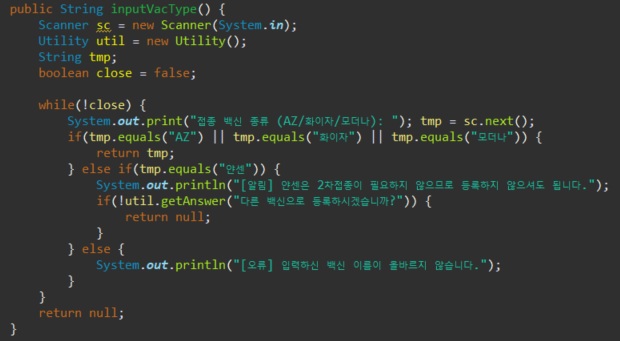 public String inputVacType() {
    Scanner sc = new Scanner(System.in);
    Utility util = new Utility();
    String tmp;
    boolean close = false;

    while(!close) {
        System.out.print("접종 백신 종류 (AZ/화이자/모더나): "); tmp = sc.next();
        if(tmp.equals("AZ") || tmp.equals("화이자") || tmp.equals("모더나")) {
            return tmp;
        } else if(tmp.equals("얀센")) {
            System.out.println("[알림] 얀센은 2차접종이 필요하지 않으므로 등록하지 않으셔도 됩니다.");
            if(!util.getAnswer("다른 백신으로 등록하시겠습니까?")) {
                return null;
            }
        } else {
            System.out.println("[오류] 입력하신 백신 이름이 올바르지 않습니다.");
        }
    }
    return null;
}